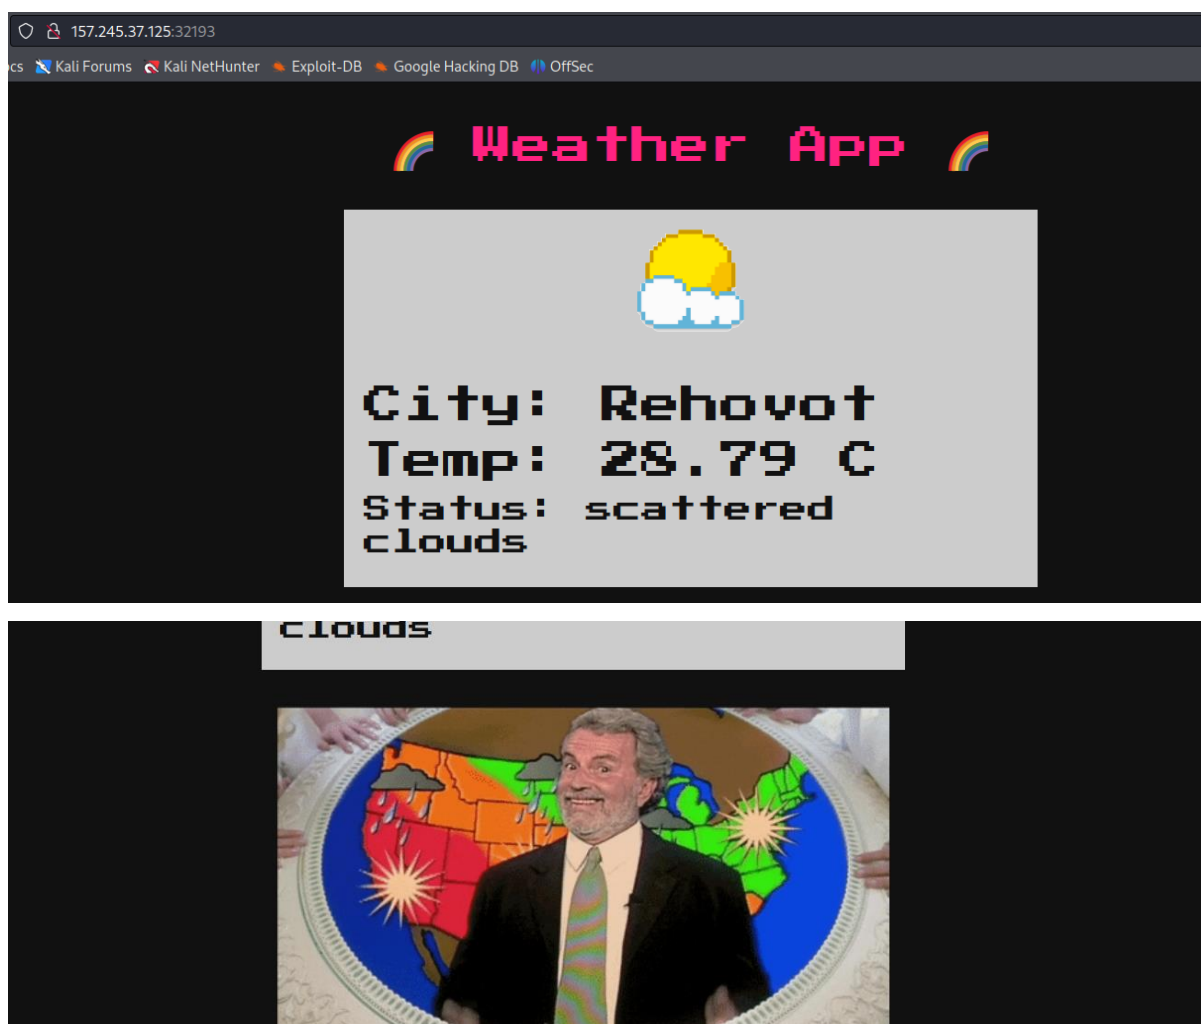 157.245.37.125:32193
cs Kali Forums Kali NetHunter Exploit-DB Google Hacking DB OffSec
Weather App
City: Rehovot
Temp: 28.79 C
Status: scattered
clouds
clouds